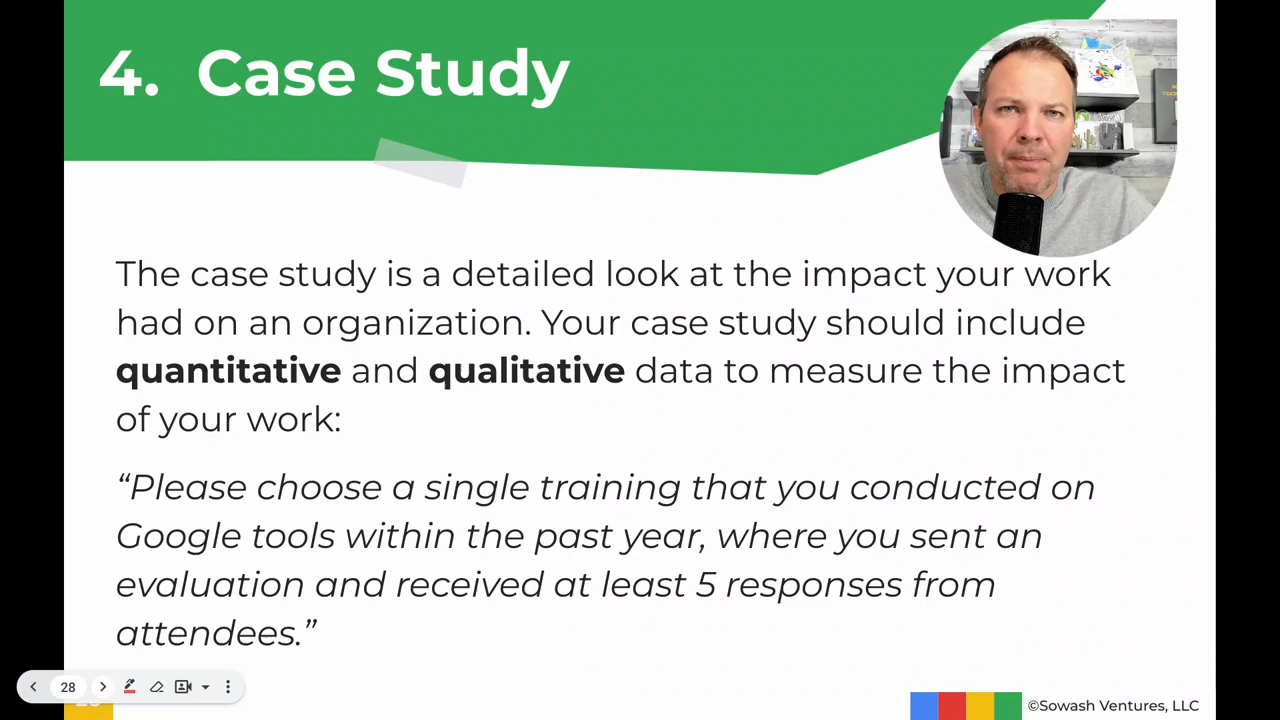 4. Case Study
The case study is a detailed look at the impact your work
had on an organization. Your case study should include
quantitative and qualitative data to measure the impact
of your work:
“Please choose a single training that you conducted on
Google tools within the past year, where you sent an
evaluation and received at least 5 responses from
attendees.”
28
©Sowash Ventures, LLC